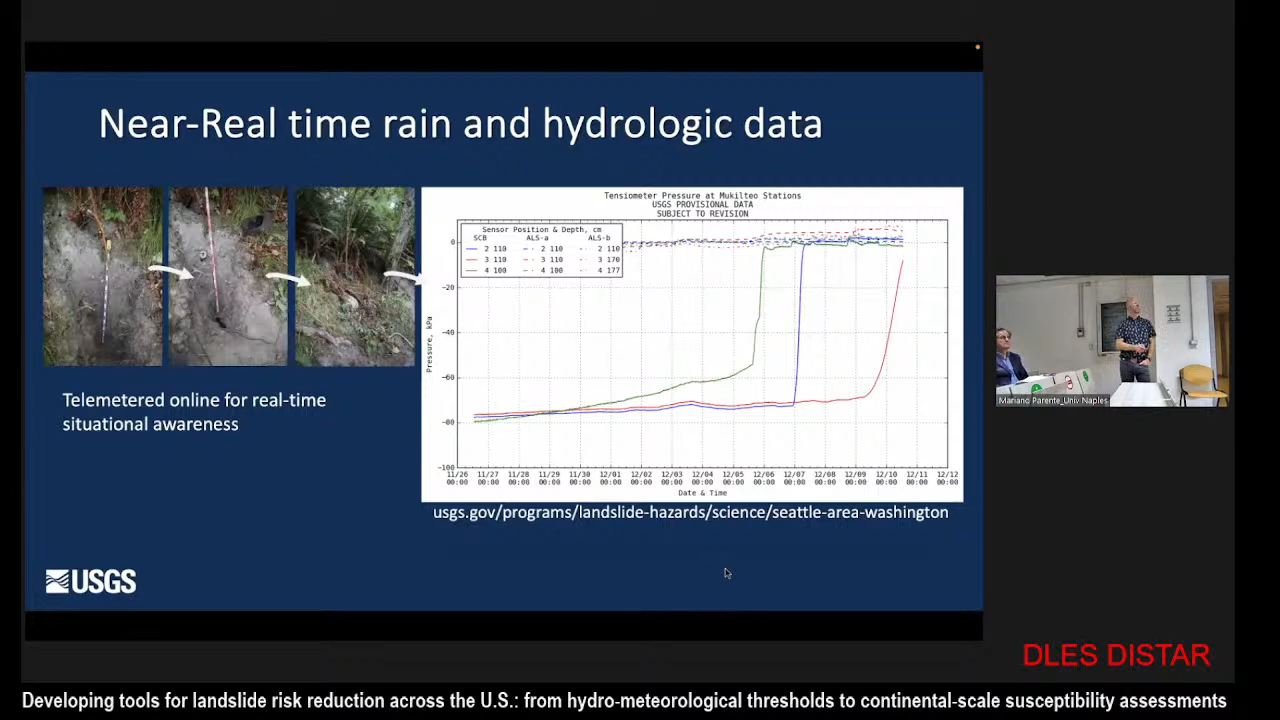 Near-Real time rain and hydrologic data
Tensiometer Pressure at Mukilteo Stations
USGS PROVISIONAL DATA
SUBJECT TO REVISION
Sensor Position & Depth, cm
SCB ALS-a ALS-b
2 110 2 110 2 110
3 110 3 110 3 170
4 100 4 100 4 177
0
-20
-40
-60
-80
-100
Pressure, kPa
11/26 11/27 11/28 11/29 11/30 12/01 12/02 12/03 12/04 12/05 12/06 12/07 12/08 12/09 12/10 12/11 12/12
00:00 00:00 00:00 00:00 00:00 00:00 00:00 00:00 00:00 00:00 00:00 00:00 00:00 00:00 00:00 00:00 00:00
Date & Time
Telemetered online for real-time
situational awareness
usgs.gov/programs/landslide-hazards/science/seattle-area-washington
USGS
Mariano Parente_Univ Naples
DLES DISTAR
Developing tools for landslide risk reduction across the U.S.: from hydro-meteorological thresholds to continental-scale susceptibility assessments